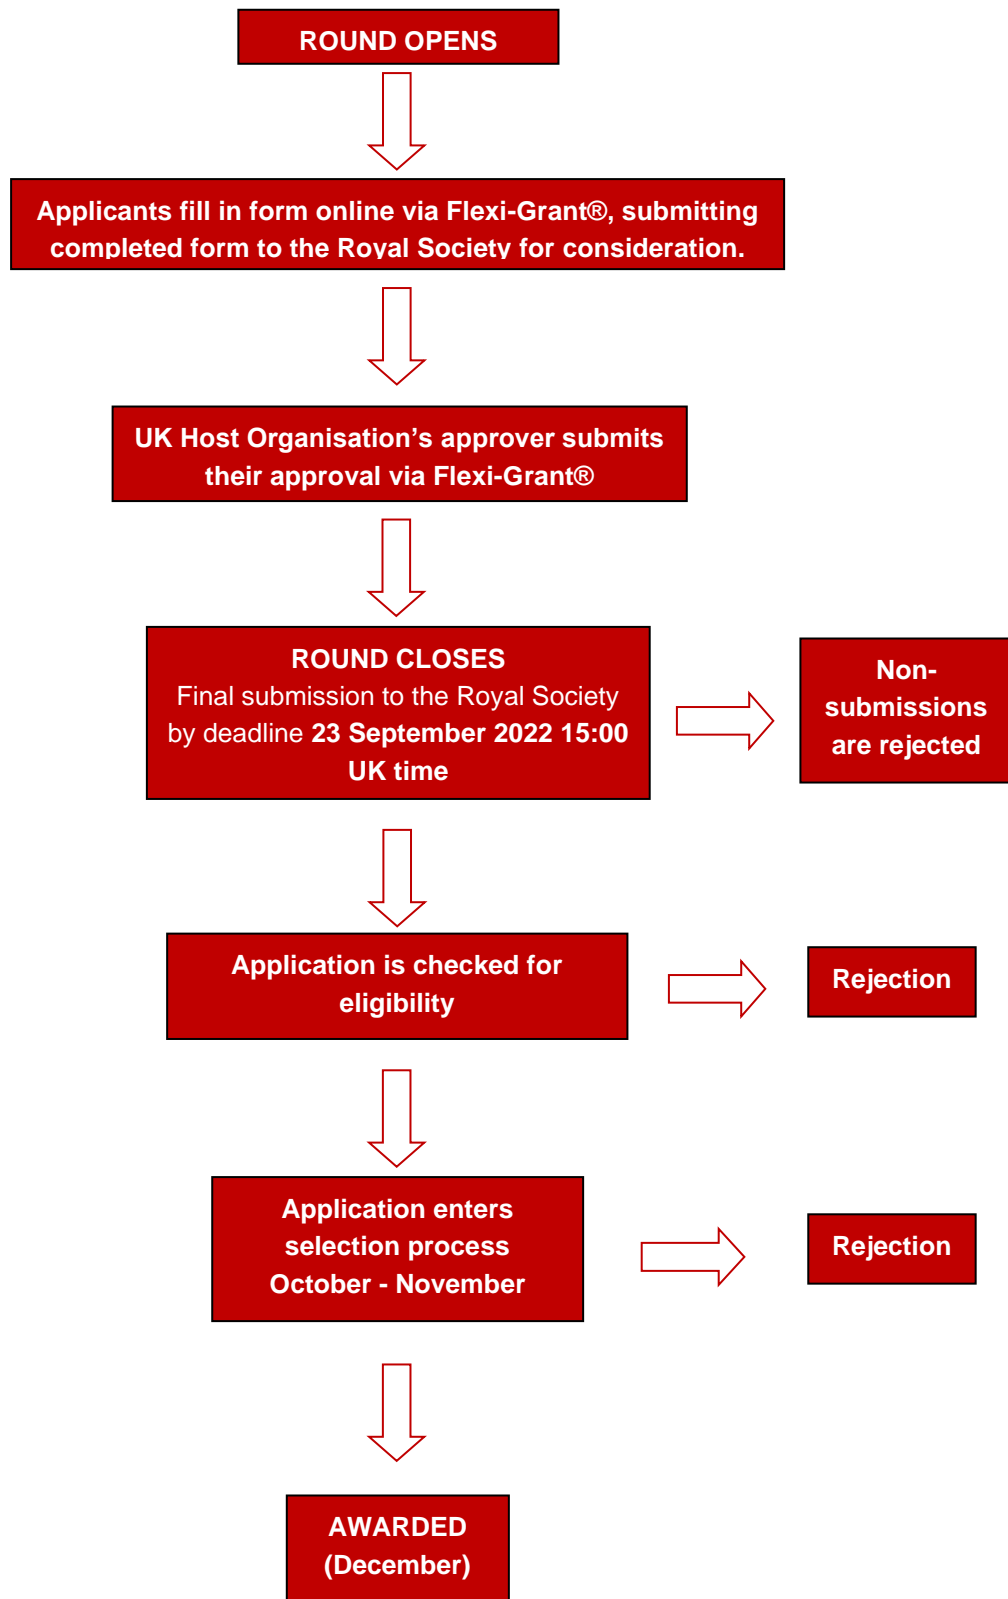 ROUND OPENS
Applicants fill in form online via Flexi-Grant®, submitting
completed form to the Royal Society for consideration.
UK Host Organisation’s approver submits
their approval via Flexi-Grant®
ROUND CLOSES
Final submission to the Royal Society
by deadline 23 September 2022 15:00
UK time
Non-
submissions
are rejected
Application is checked for
eligibility
Rejection
Application enters
selection process
October - November
Rejection
AWARDED
(December)